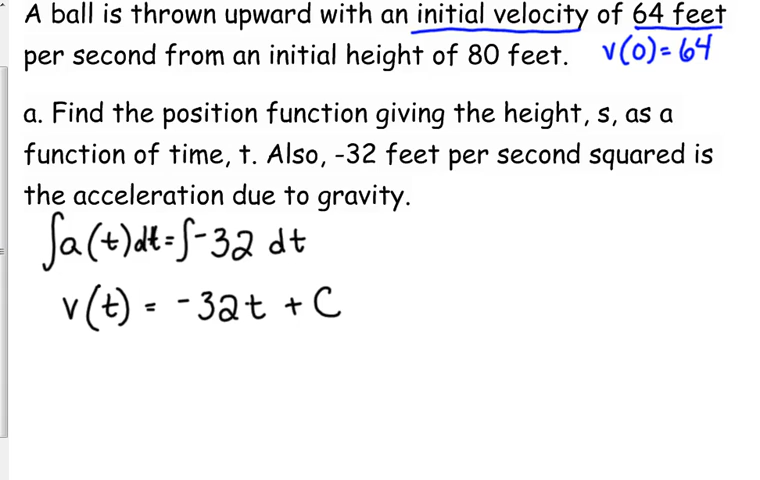 A ball is thrown upward with an initial velocity of 64 feet
per second from an initial height of 80 feet. v(0)=64
a. Find the position function giving the height, s, as a
function of time, t. Also, -32 feet per second squared is
the acceleration due to gravity.
∫a(t)dt=∫-32 dt
v(t) = -32t + C